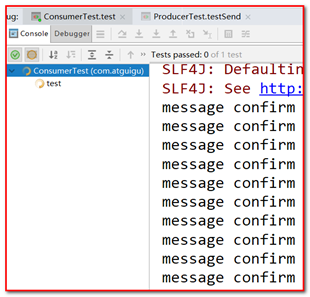 ug: ConsumerTest.test × ProducerTest.testSend
Console Debugger
Tests passed: 0 of 1 test
ConsumerTest (com.atguigu)
test
SLF4J: Defaultin
SLF4J: See http:
message confirm
message confirm
message confirm
message confirm
message confirm
message confirm
message confirm
message confirm
message confirm
message confirm